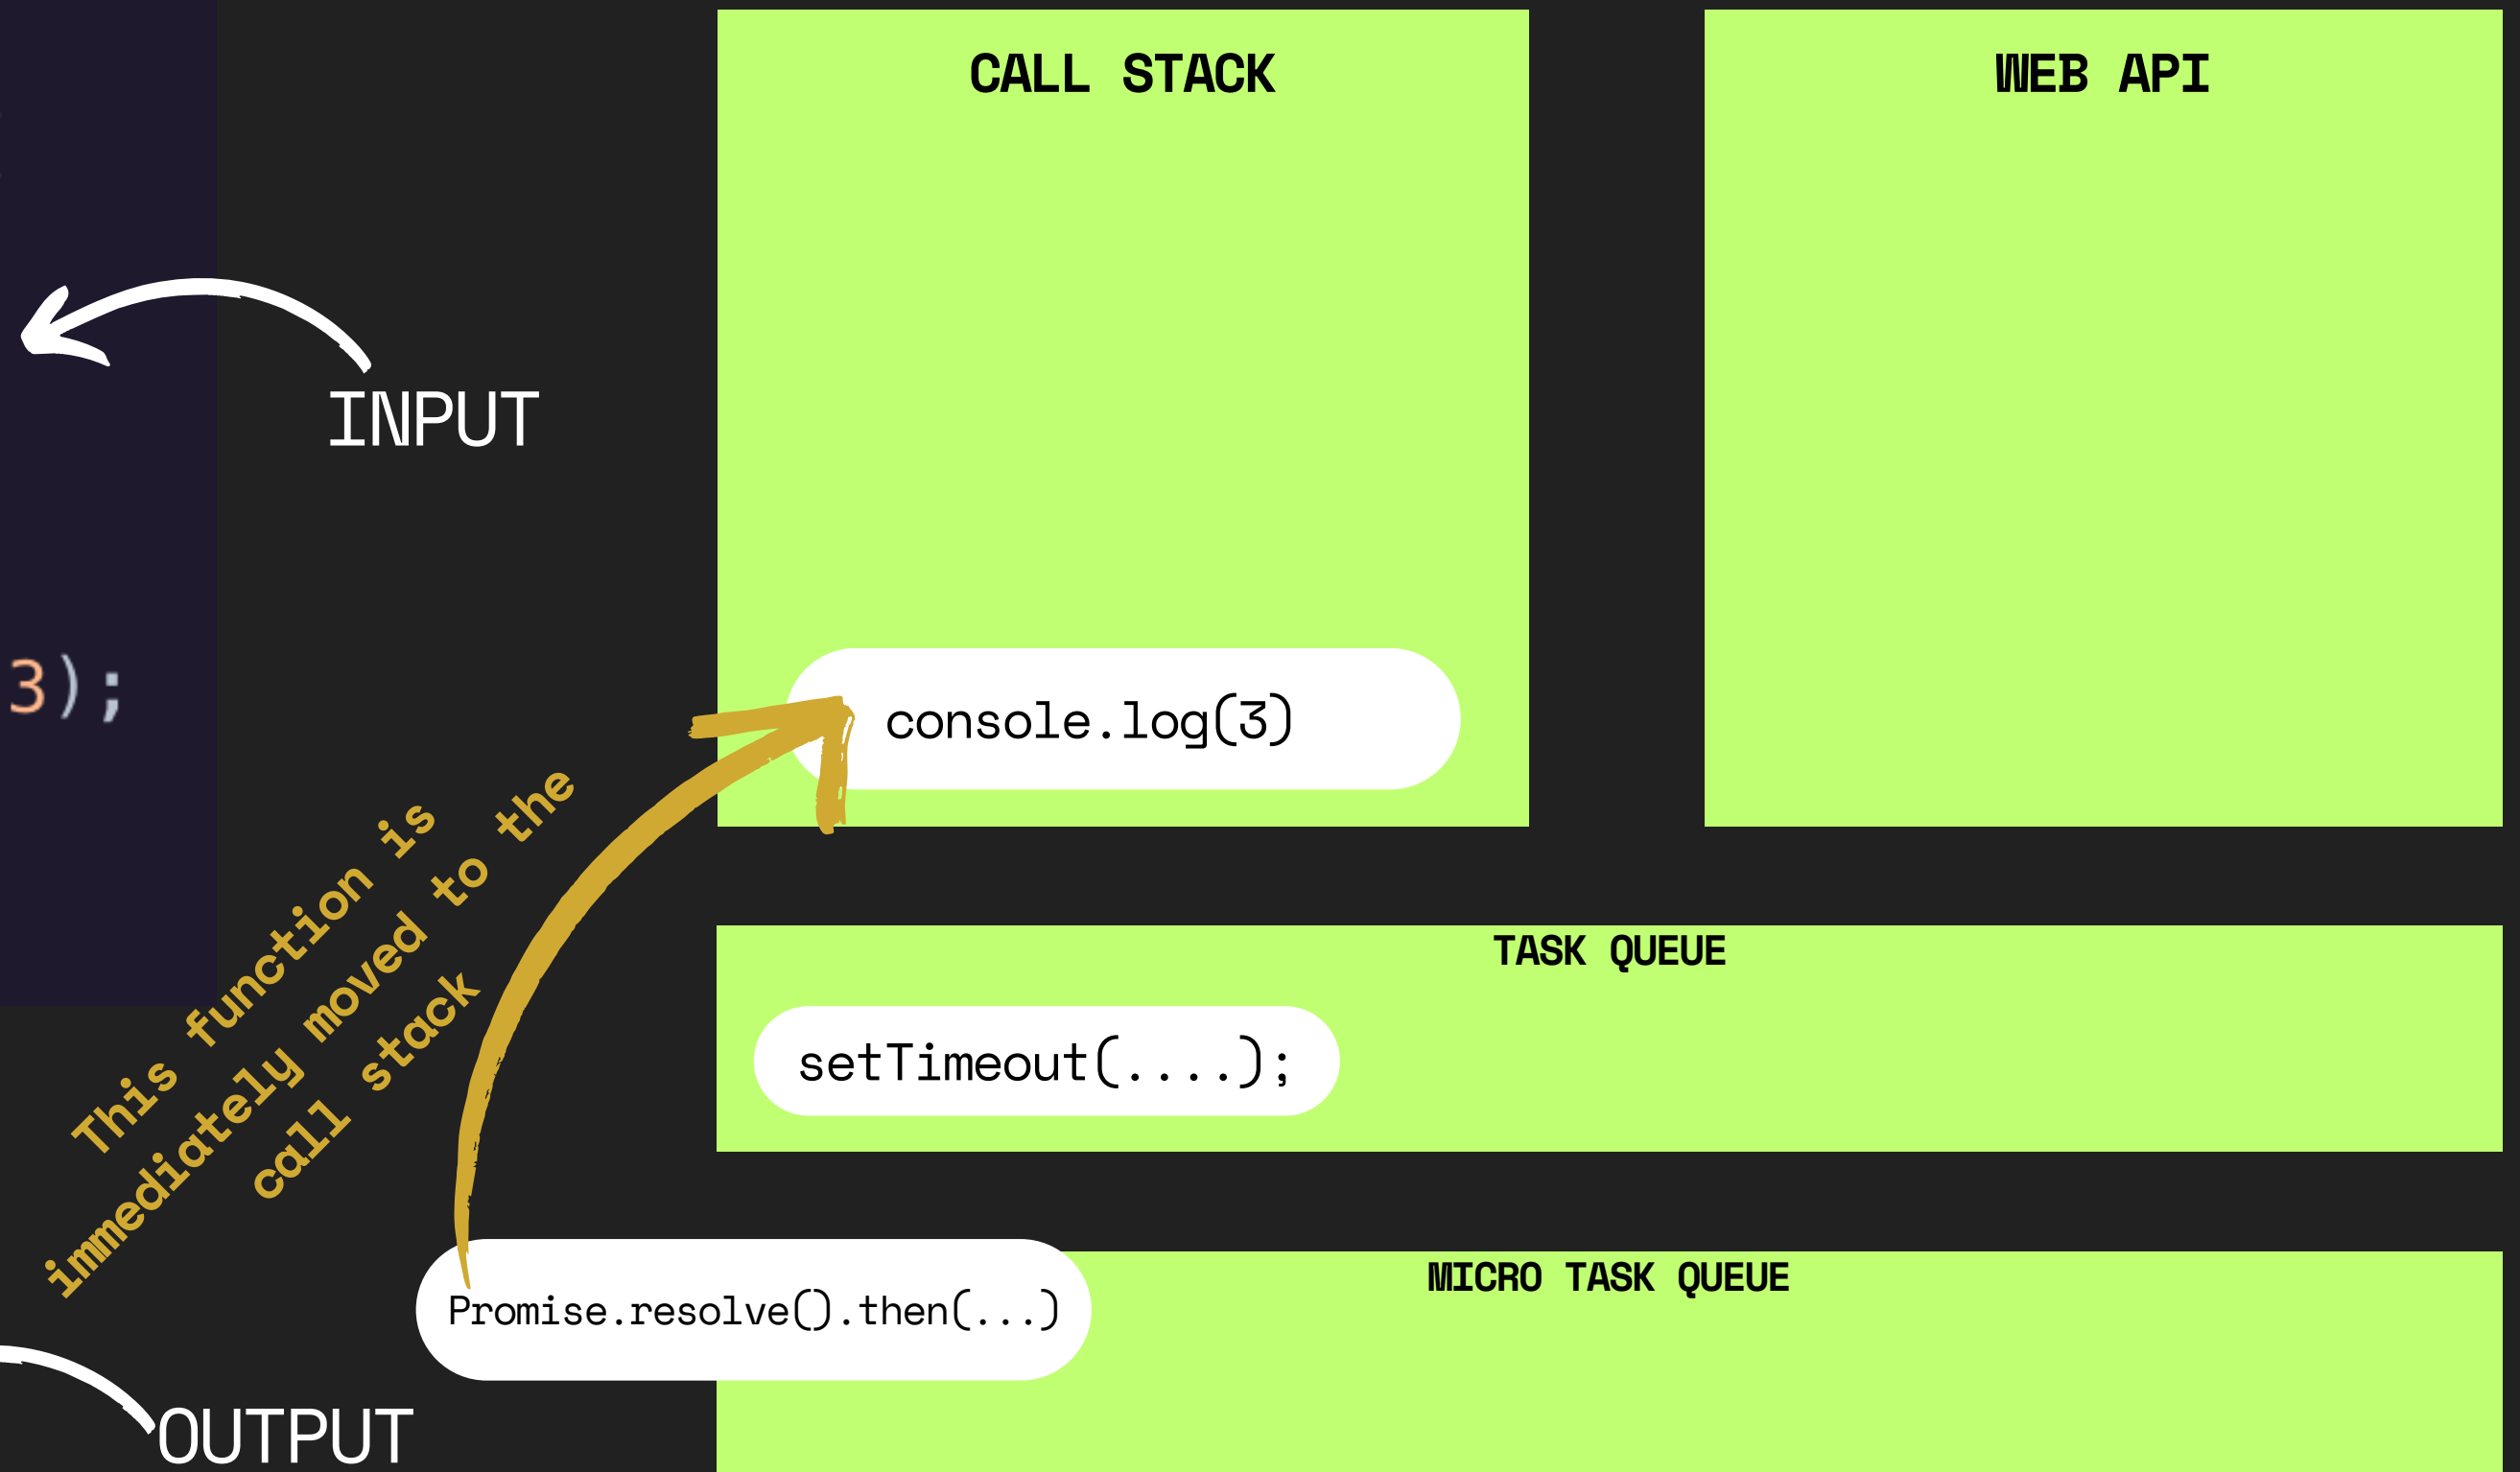 CALL STACK
WEB API
INPUT
3);
console.log(3)
This function is
immediately moved to the
call stack
TASK QUEUE
setTimeout(....);
MICRO TASK QUEUE
Promise.resolve().then(...)
OUTPUT